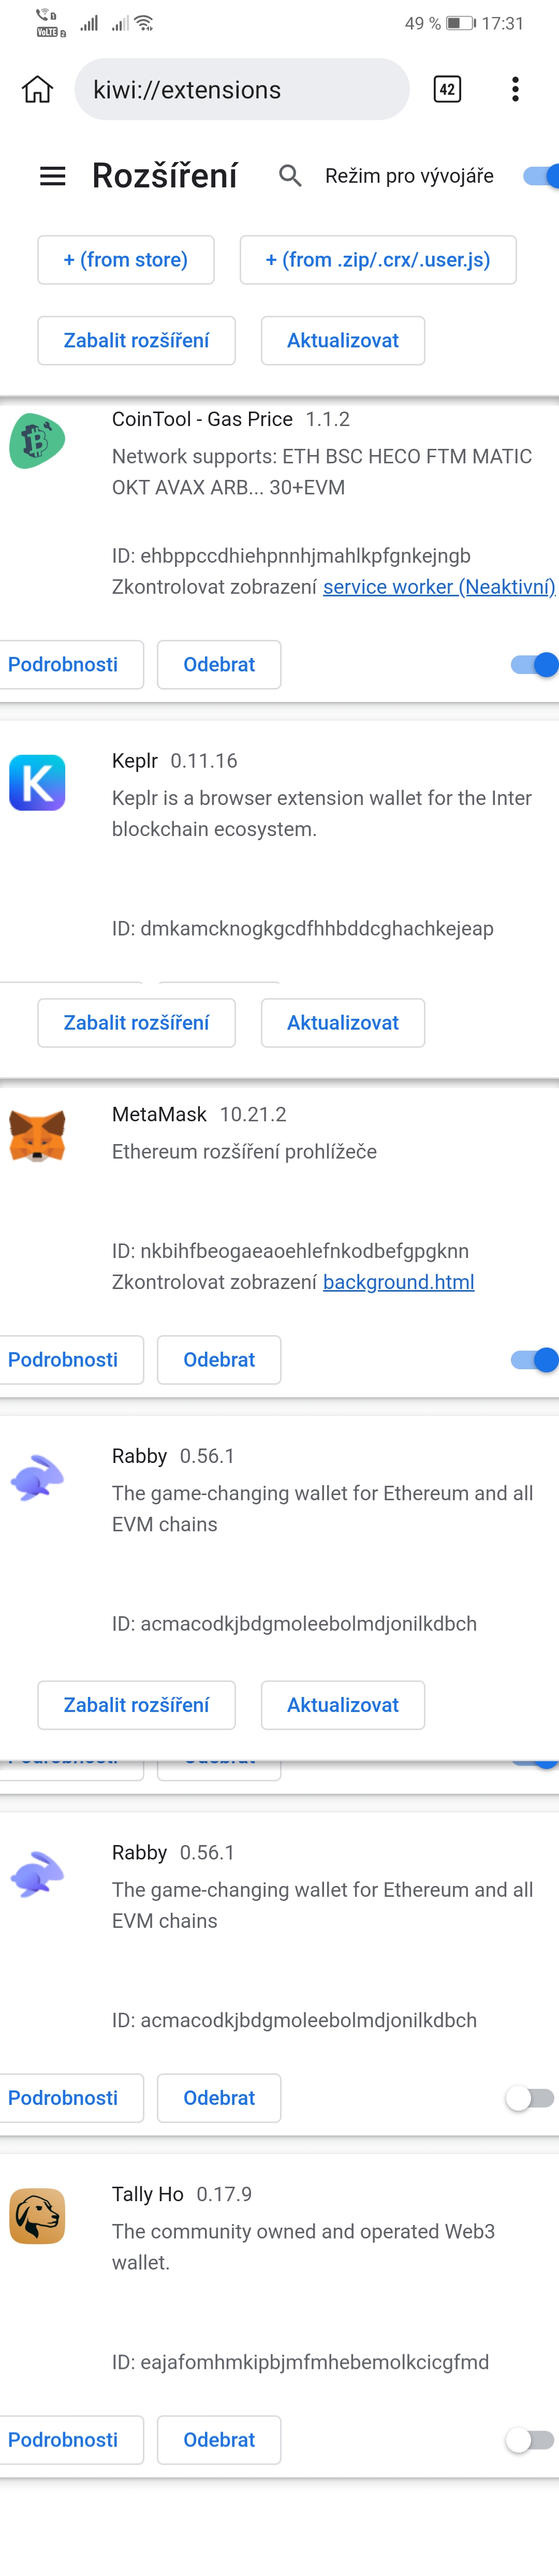 VoLTE 2
49 % 17:31
kiwi://extensions
42
Rozšíření
Režim pro vývojáře
+ (from store)
+ (from .zip/.crx/.user.js)
Zabalit rozšíření
Aktualizovat
CoinTool - Gas Price 1.1.2
Network supports: ETH BSC HECO FTM MATIC
OKT AVAX ARB... 30+EVM
ID: ehbppccdhiehpnnhjmahlkpfgnkejngb
Zkontrolovat zobrazení service worker (Neaktivní)
Podrobnosti
Odebrat
Keplr 0.11.16
Keplr is a browser extension wallet for the Inter
blockchain ecosystem.
ID: dmkamcknogkgcdfhhbddcghachkejeap
Zabalit rozšíření
Aktualizovat
MetaMask 10.21.2
Ethereum rozšíření prohlížeče
ID: nkbihfbeogaeaoehlefnkodbefgpgknn
Zkontrolovat zobrazení background.html
Podrobnosti
Odebrat
Rabby 0.56.1
The game-changing wallet for Ethereum and all
EVM chains
ID: acmacodkjbdgmoleebolmdjonilkdbch
Zabalit rozšíření
Aktualizovat
Podrobnosti
Odebrat
Rabby 0.56.1
The game-changing wallet for Ethereum and all
EVM chains
ID: acmacodkjbdgmoleebolmdjonilkdbch
Podrobnosti
Odebrat
Tally Ho 0.17.9
The community owned and operated Web3
wallet.
ID: eajafomhmkipbjmfmhebemolkcicgfmd
Podrobnosti
Odebrat